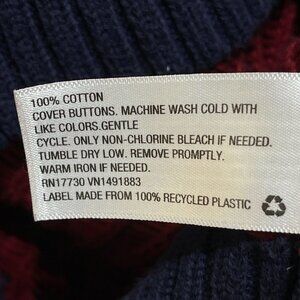 100% COTTON
COVER BUTTONS. MACHINE WASH COLD WITH
LIKE COLORS.GENTLE
CYCLE. ONLY NON-CHLORINE BLEACH IF NEEDED.
TUMBLE DRY LOW. REMOVE PROMPTLY.
WARM IRON IF NEEDED.
RN17730 VN1491883
LABEL MADE FROM 100% RECYCLED PLASTIC